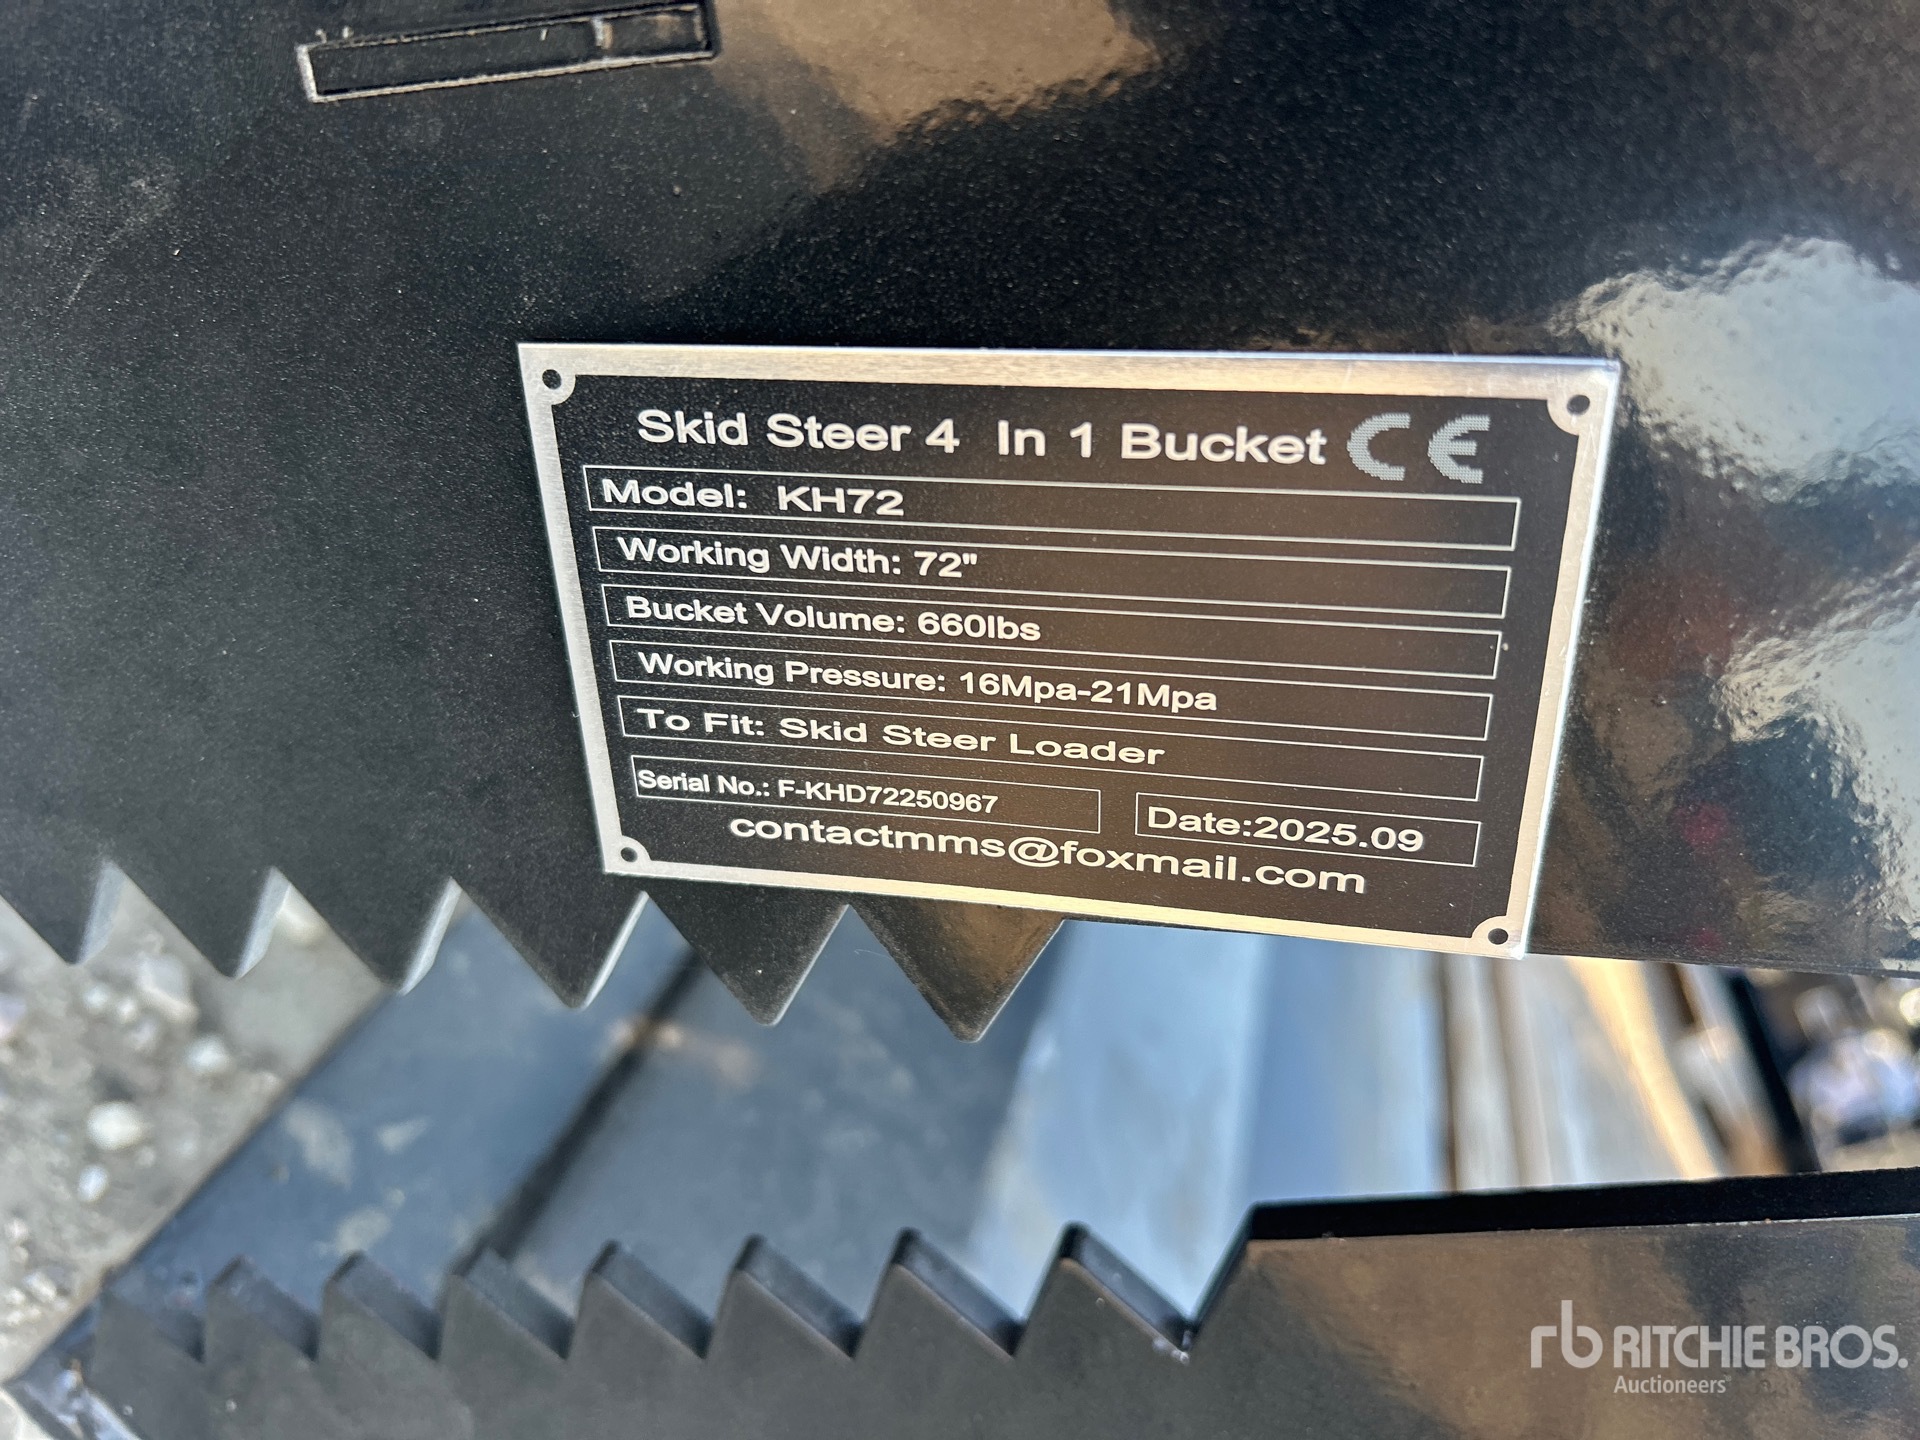 Skid Steer 4 In 1 Bucket CE
Model: KH72
Working Width: 72"
Bucket Volume: 660lbs
Working Pressure: 16Mpa-21Mpa
To Fit: Skid Steer Loader
Serial No.: F-KHD72250967
Date:2025.09
contactmms@foxmail.com
rb RITCHIE BROS.
Auctioneers